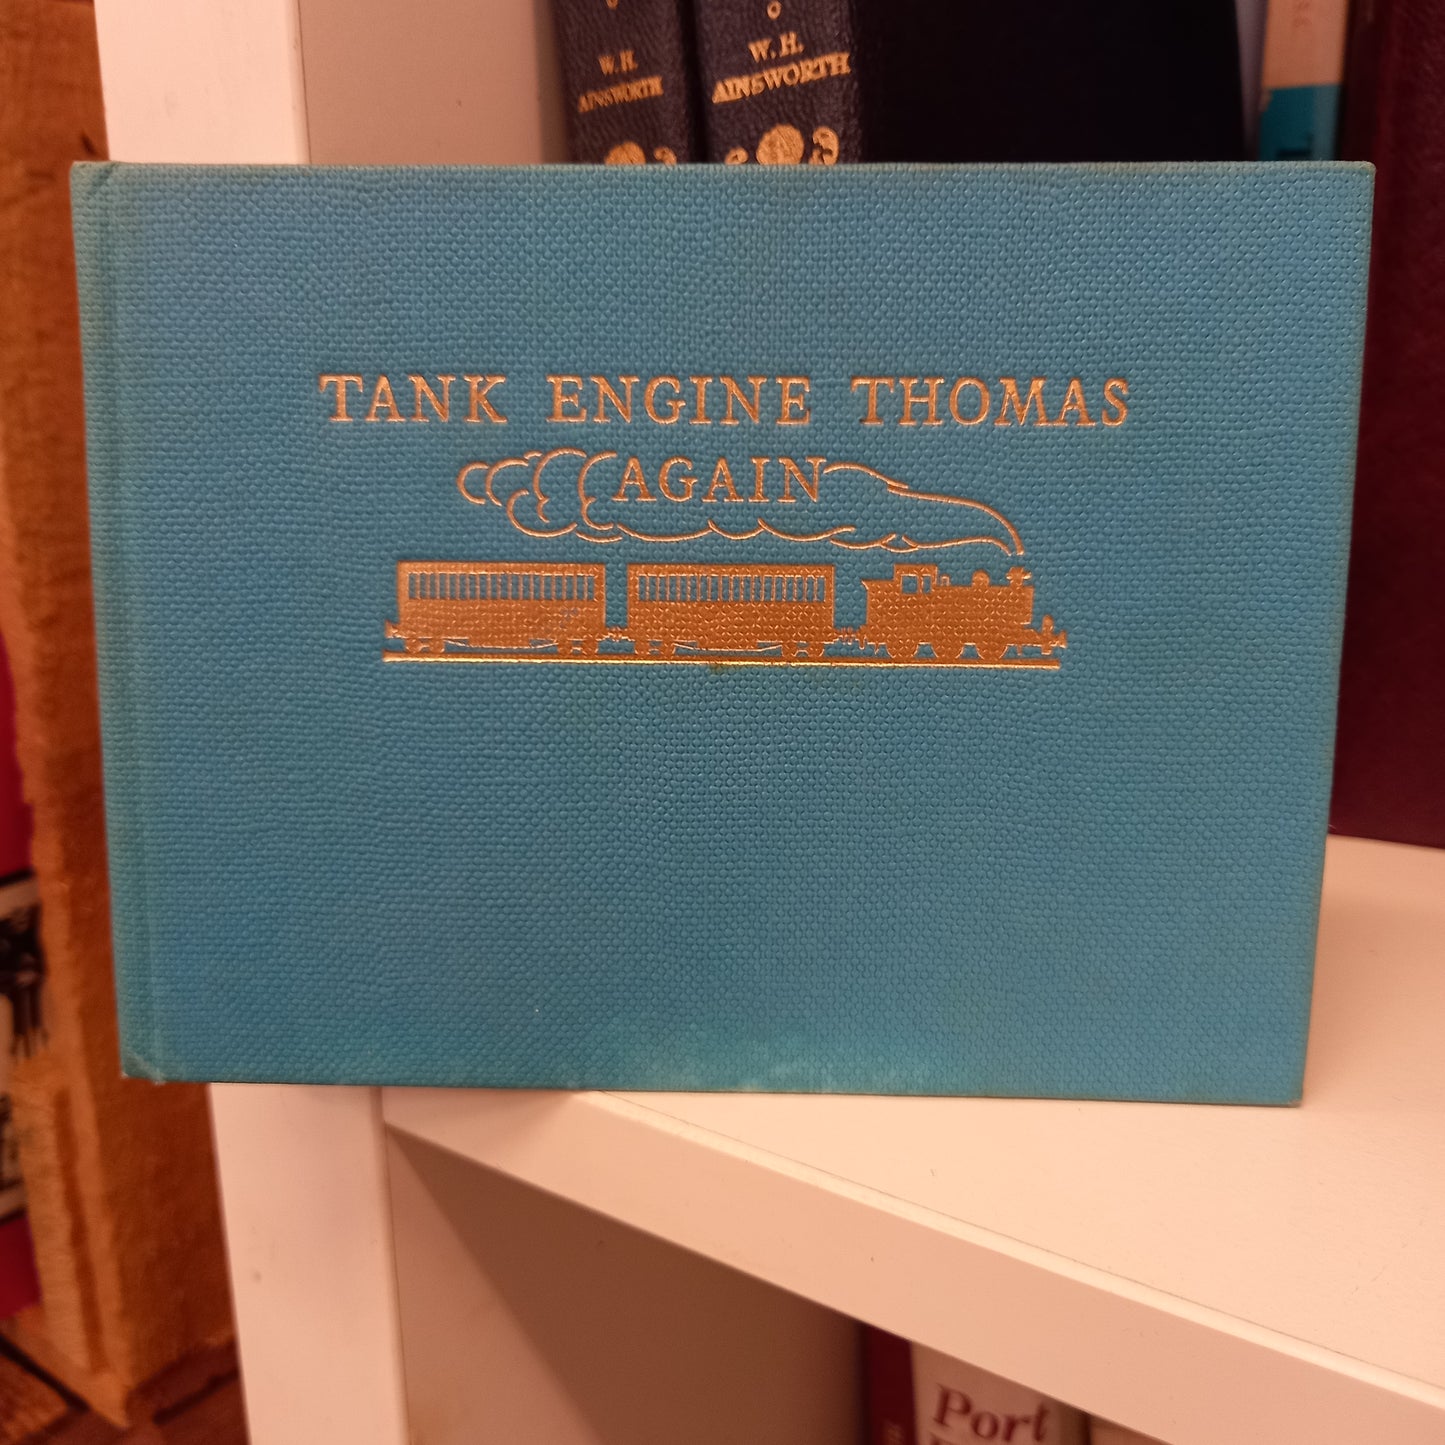 W. H.
AINSWORTH
W. H.
AINSWORTH
TANK ENGINE THOMAS
AGAIN
Port